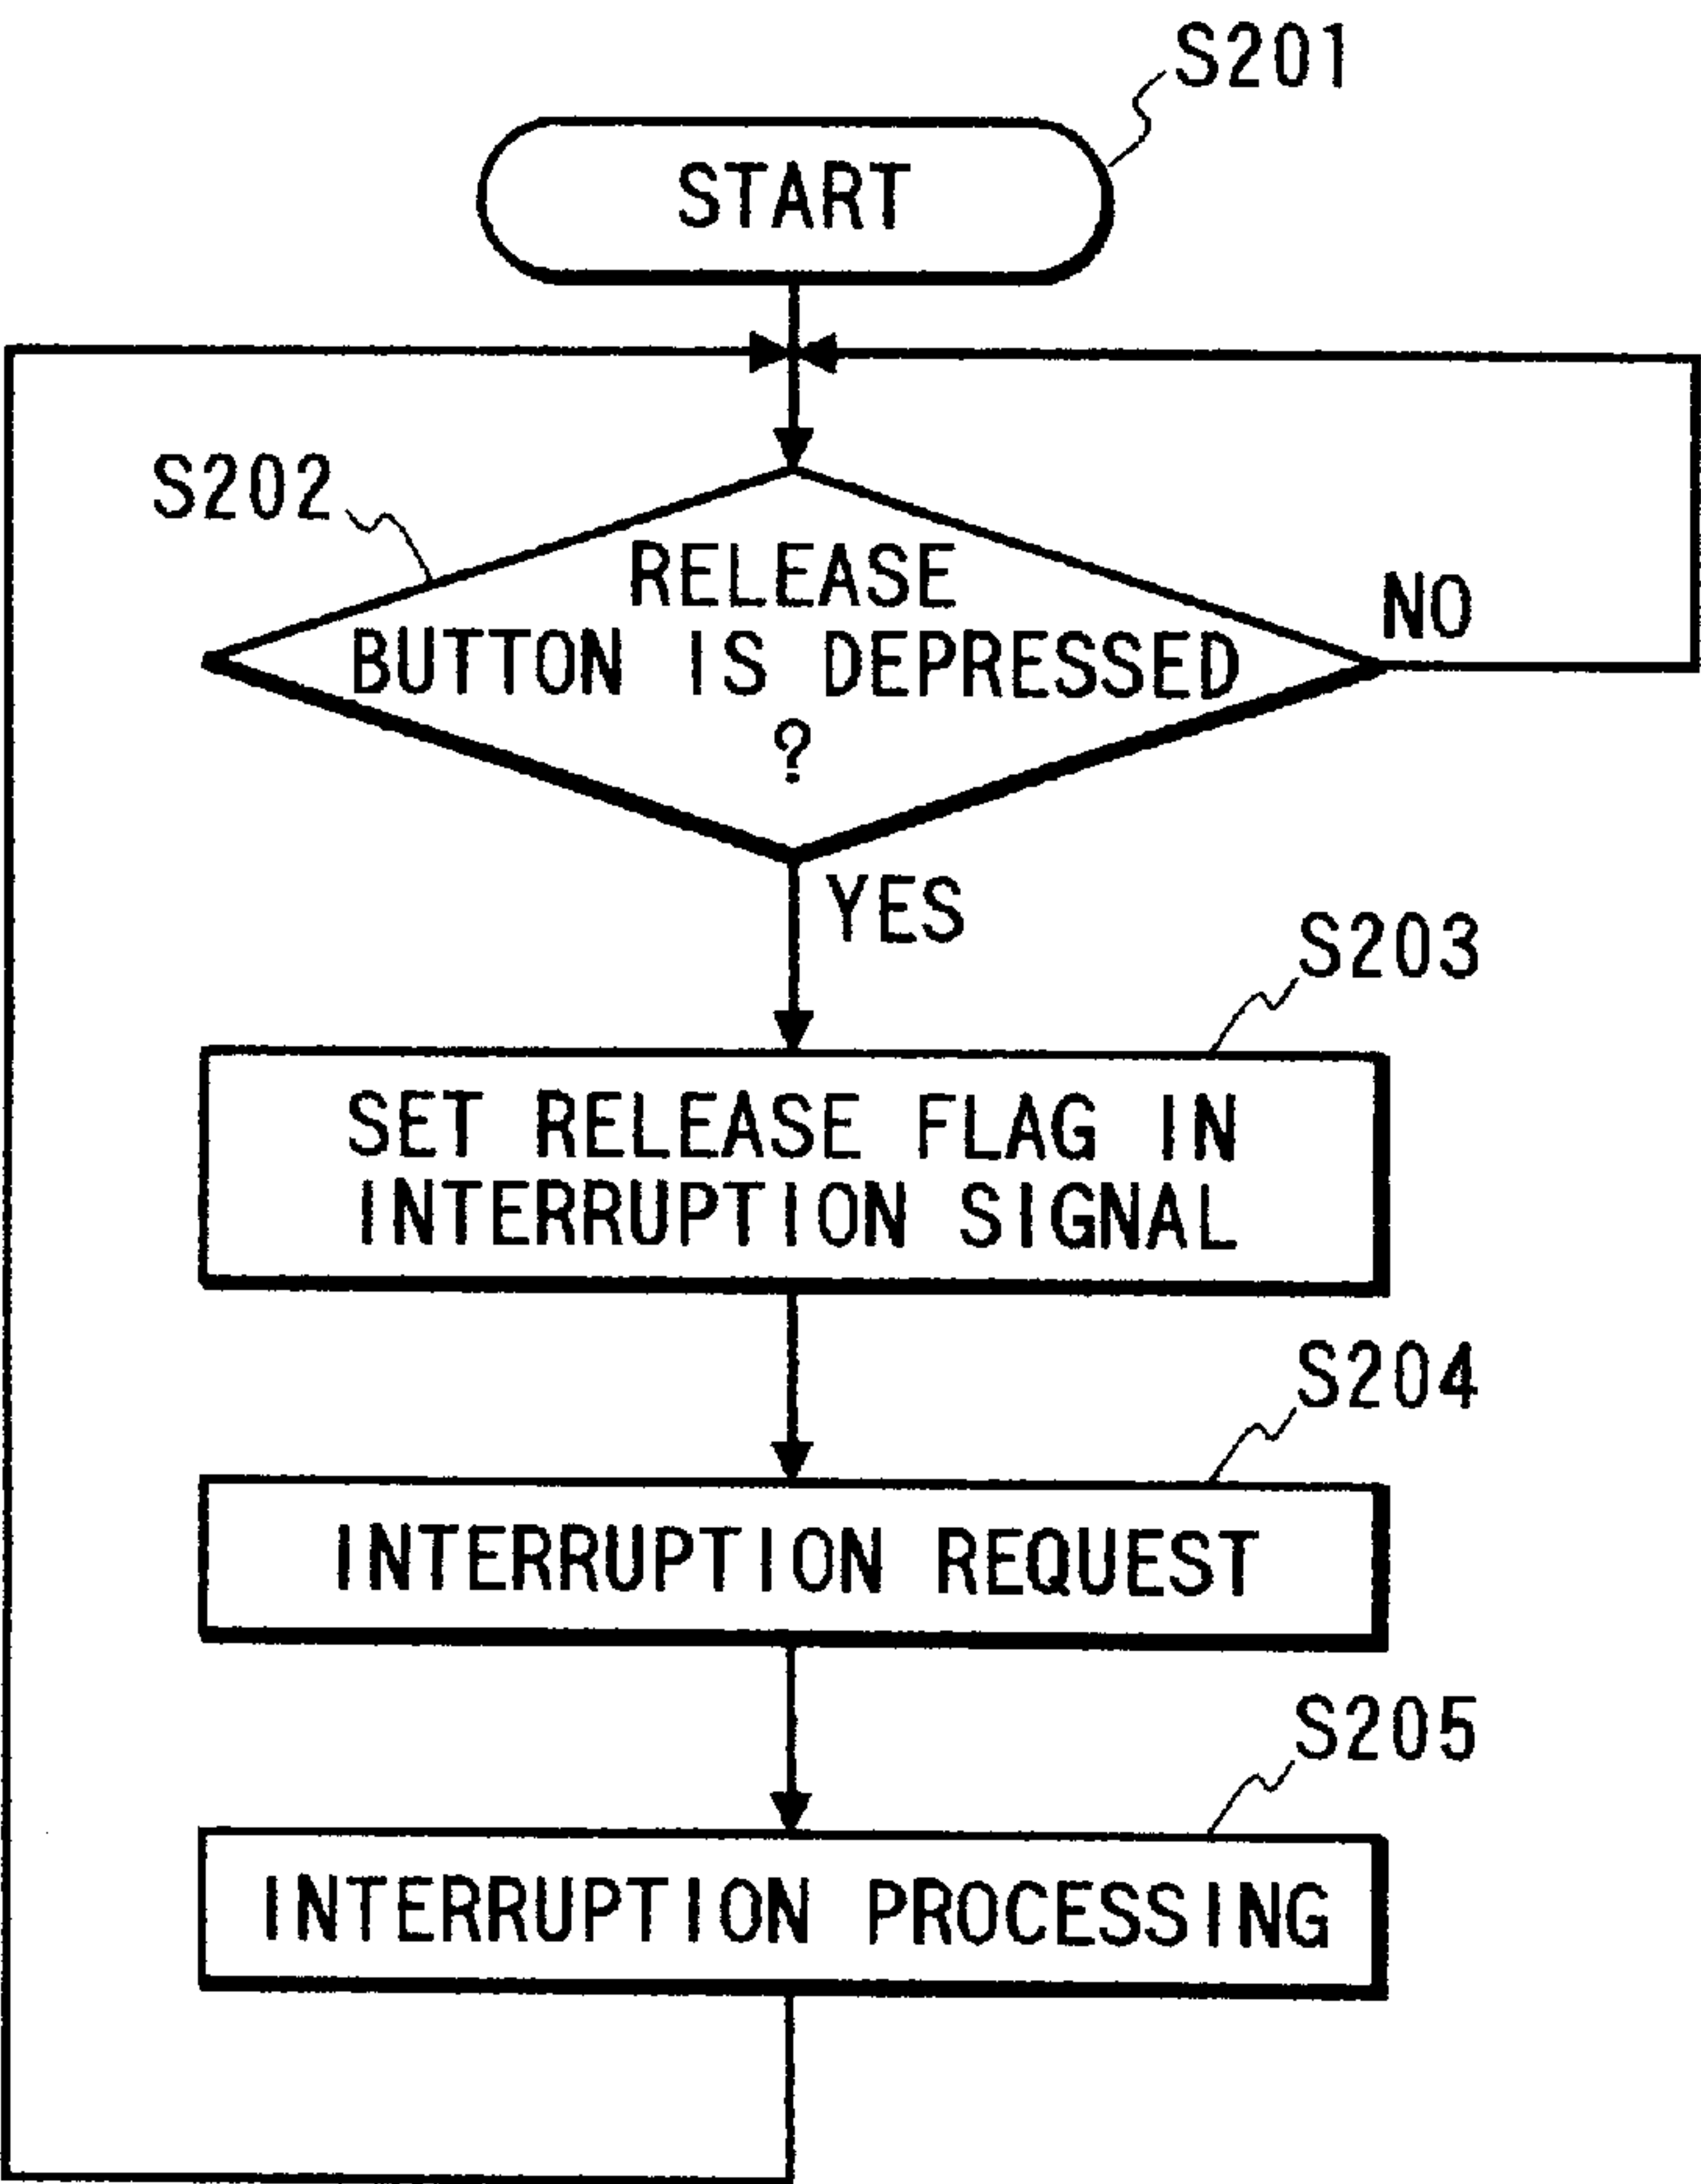 S201
START
S202
RELEASE
BUTTON IS DEPRESSED
?
NO
YES
S203
SET RELEASE FLAG IN
INTERRUPTION SIGNAL
S204
INTERRUPTION REQUEST
S205
INTERRUPTION PROCESSING